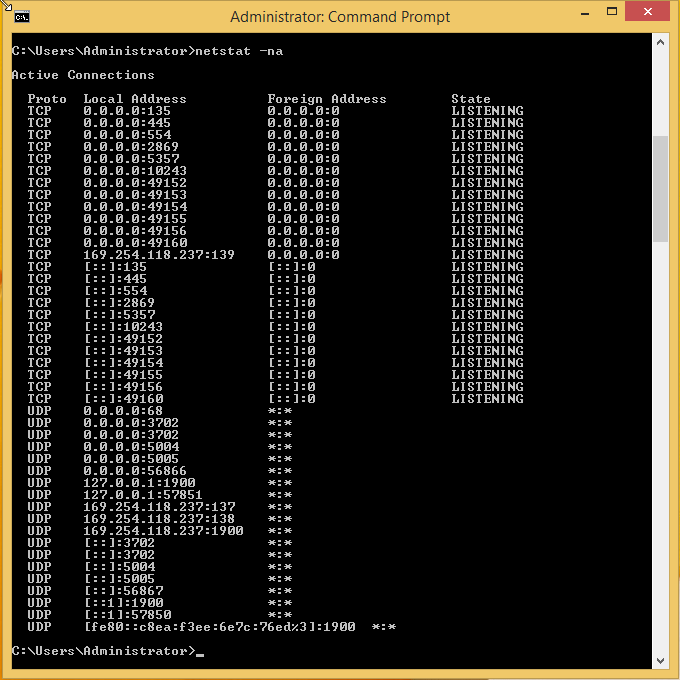 Administrator: Command Prompt
C:\Users\Administrator>netstat -na
Active Connections
Proto  Local Address          Foreign Address        State
TCP    0.0.0.0:135            0.0.0.0:0              LISTENING
TCP    0.0.0.0:445            0.0.0.0:0              LISTENING
TCP    0.0.0.0:554            0.0.0.0:0              LISTENING
TCP    0.0.0.0:2869           0.0.0.0:0              LISTENING
TCP    0.0.0.0:5357           0.0.0.0:0              LISTENING
TCP    0.0.0.0:10243          0.0.0.0:0              LISTENING
TCP    0.0.0.0:49152          0.0.0.0:0              LISTENING
TCP    0.0.0.0:49153          0.0.0.0:0              LISTENING
TCP    0.0.0.0:49154          0.0.0.0:0              LISTENING
TCP    0.0.0.0:49155          0.0.0.0:0              LISTENING
TCP    0.0.0.0:49156          0.0.0.0:0              LISTENING
TCP    0.0.0.0:49160          0.0.0.0:0              LISTENING
TCP    169.254.118.237:139    0.0.0.0:0              LISTENING
TCP    [::]:135               [::]:0                 LISTENING
TCP    [::]:445               [::]:0                 LISTENING
TCP    [::]:554               [::]:0                 LISTENING
TCP    [::]:2869              [::]:0                 LISTENING
TCP    [::]:5357              [::]:0                 LISTENING
TCP    [::]:10243             [::]:0                 LISTENING
TCP    [::]:49152             [::]:0                 LISTENING
TCP    [::]:49153             [::]:0                 LISTENING
TCP    [::]:49154             [::]:0                 LISTENING
TCP    [::]:49155             [::]:0                 LISTENING
TCP    [::]:49156             [::]:0                 LISTENING
TCP    [::]:49160             [::]:0                 LISTENING
UDP    0.0.0.0:68             *:*
UDP    0.0.0.0:3702           *:*
UDP    0.0.0.0:3702           *:*
UDP    0.0.0.0:5004           *:*
UDP    0.0.0.0:5005           *:*
UDP    0.0.0.0:56866          *:*
UDP    127.0.0.1:1900         *:*
UDP    127.0.0.1:57851        *:*
UDP    169.254.118.237:137    *:*
UDP    169.254.118.237:138    *:*
UDP    169.254.118.237:1900   *:*
UDP    [::]:3702              *:*
UDP    [::]:3702              *:*
UDP    [::]:5004              *:*
UDP    [::]:5005              *:*
UDP    [::]:56867             *:*
UDP    [::1]:1900             *:*
UDP    [::1]:57850            *:*
UDP    [fe80::c8ea:f3ee:6e7c:76ed%3]:1900  *:*
C:\Users\Administrator>_